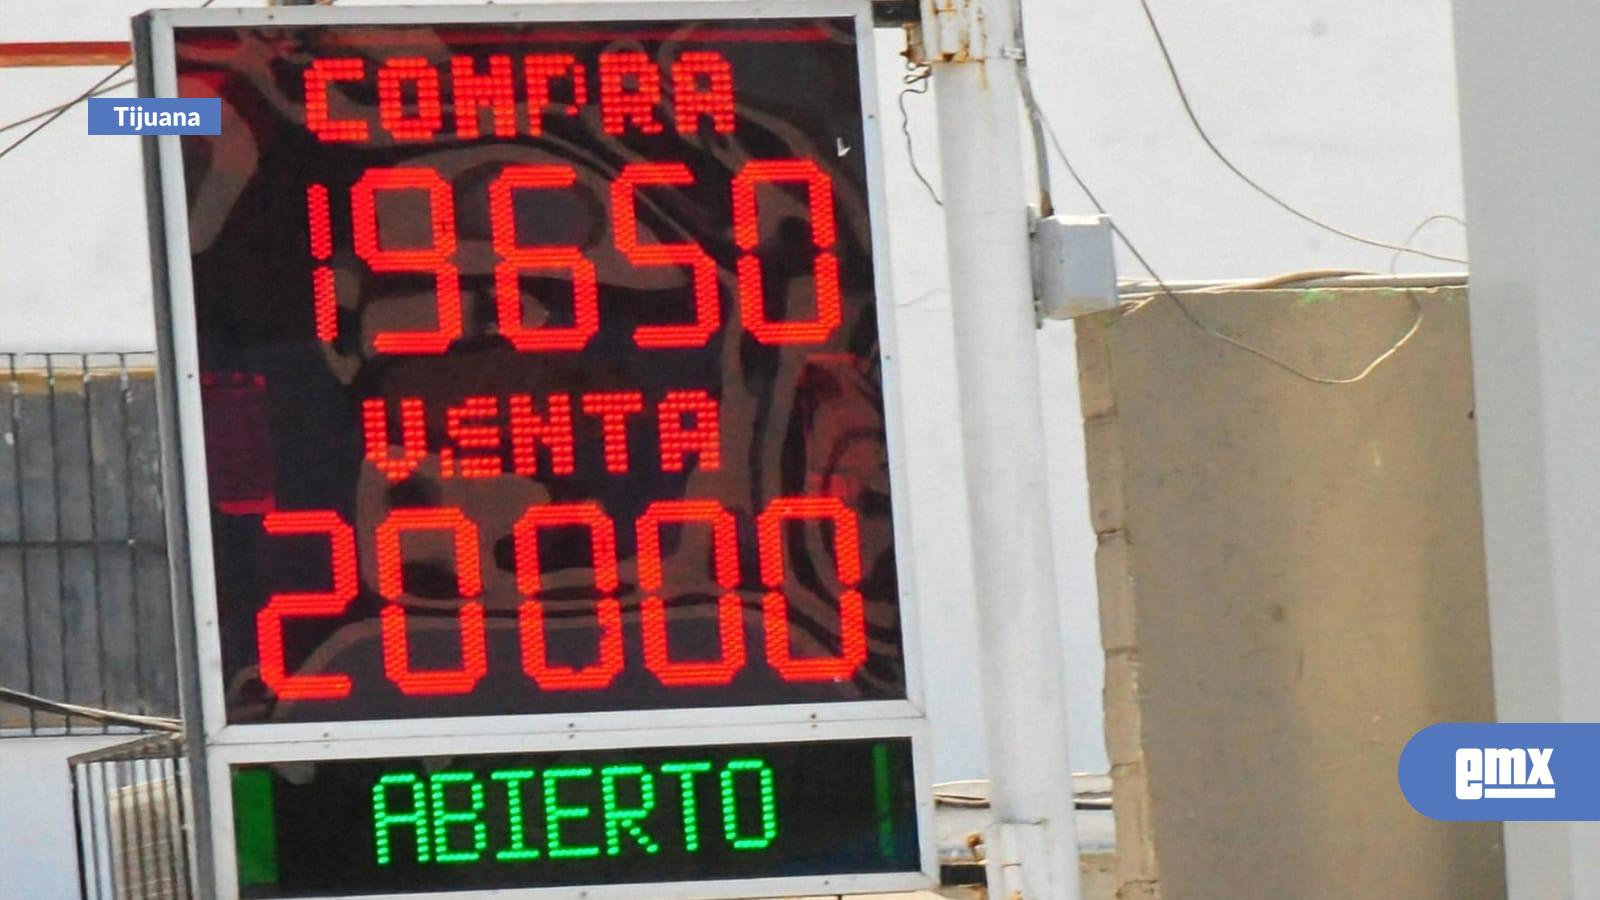 Tijuana
COMPRA
19650
VENTA
20000
ABIERTO
emx